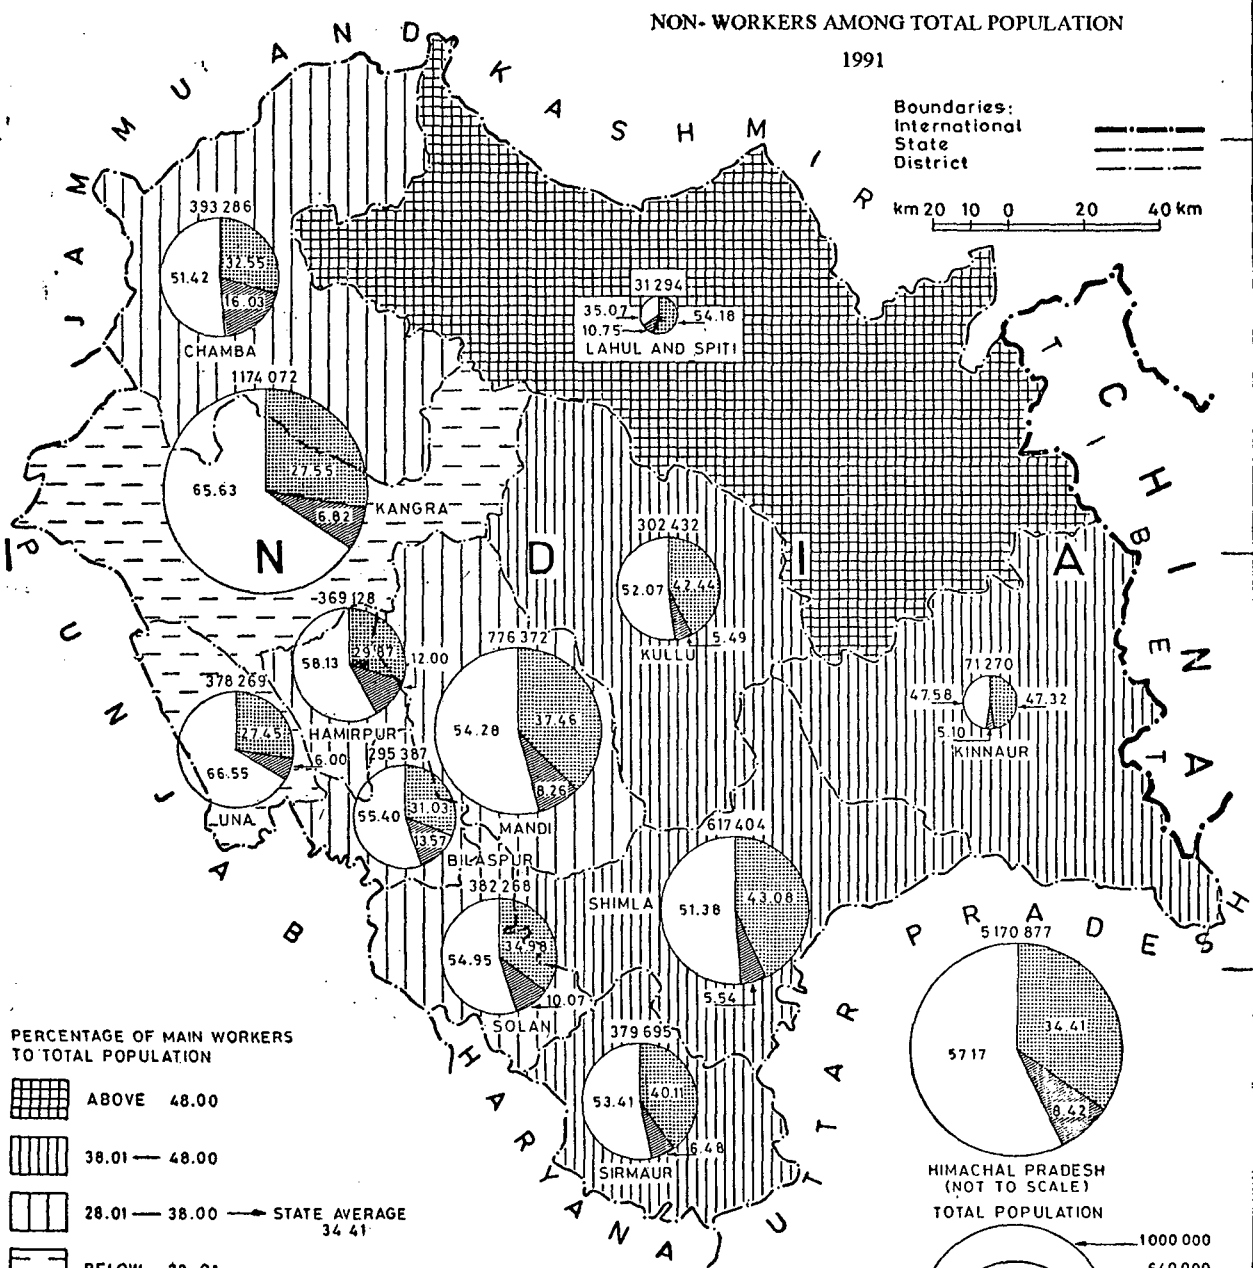 NON- WORKERS AMONG TOTAL POPULATION
1991
Boundaries:
International
State
District
km 20 10 0 20 40 km
JAMMU AND KASHMIR
393 286
51.42
32.55
16.03
CHAMBA
31 294
35.07
54.18
10.75
LAHUL AND SPITI
1174 072
65.63
27.55
6.82
KANGRA
T I B E T
C H I N A
I N D I A
302 432
52.07
42.44
5.49
KULLU
369 128
58.13
29.87
12.00
HAMIRPUR
776 372
54.28
37.46
8.26
MANDI
71 270
47.58
47.32
5.10
KINNAUR
378 269
27.45
66.55
6.00
UNA
295 387
55.40
31.03
13.57
BILASPUR
617 404
SHIMLA
51.38
43.08
5.54
382 268
54.95
34.98
10.07
SOLAN
PUNJAB
379 695
53.41
40.11
6.48
SIRMAUR
HARYANA
UTTAR PRADESH
5170 877
57 17
34.41
8.42
HIMACHAL PRADESH
(NOT TO SCALE)
TOTAL POPULATION
1000 000
PERCENTAGE OF MAIN WORKERS
TO TOTAL POPULATION
ABOVE 48.00
38.01 — 48.00
28.01 — 38.00 → STATE AVERAGE
34 41